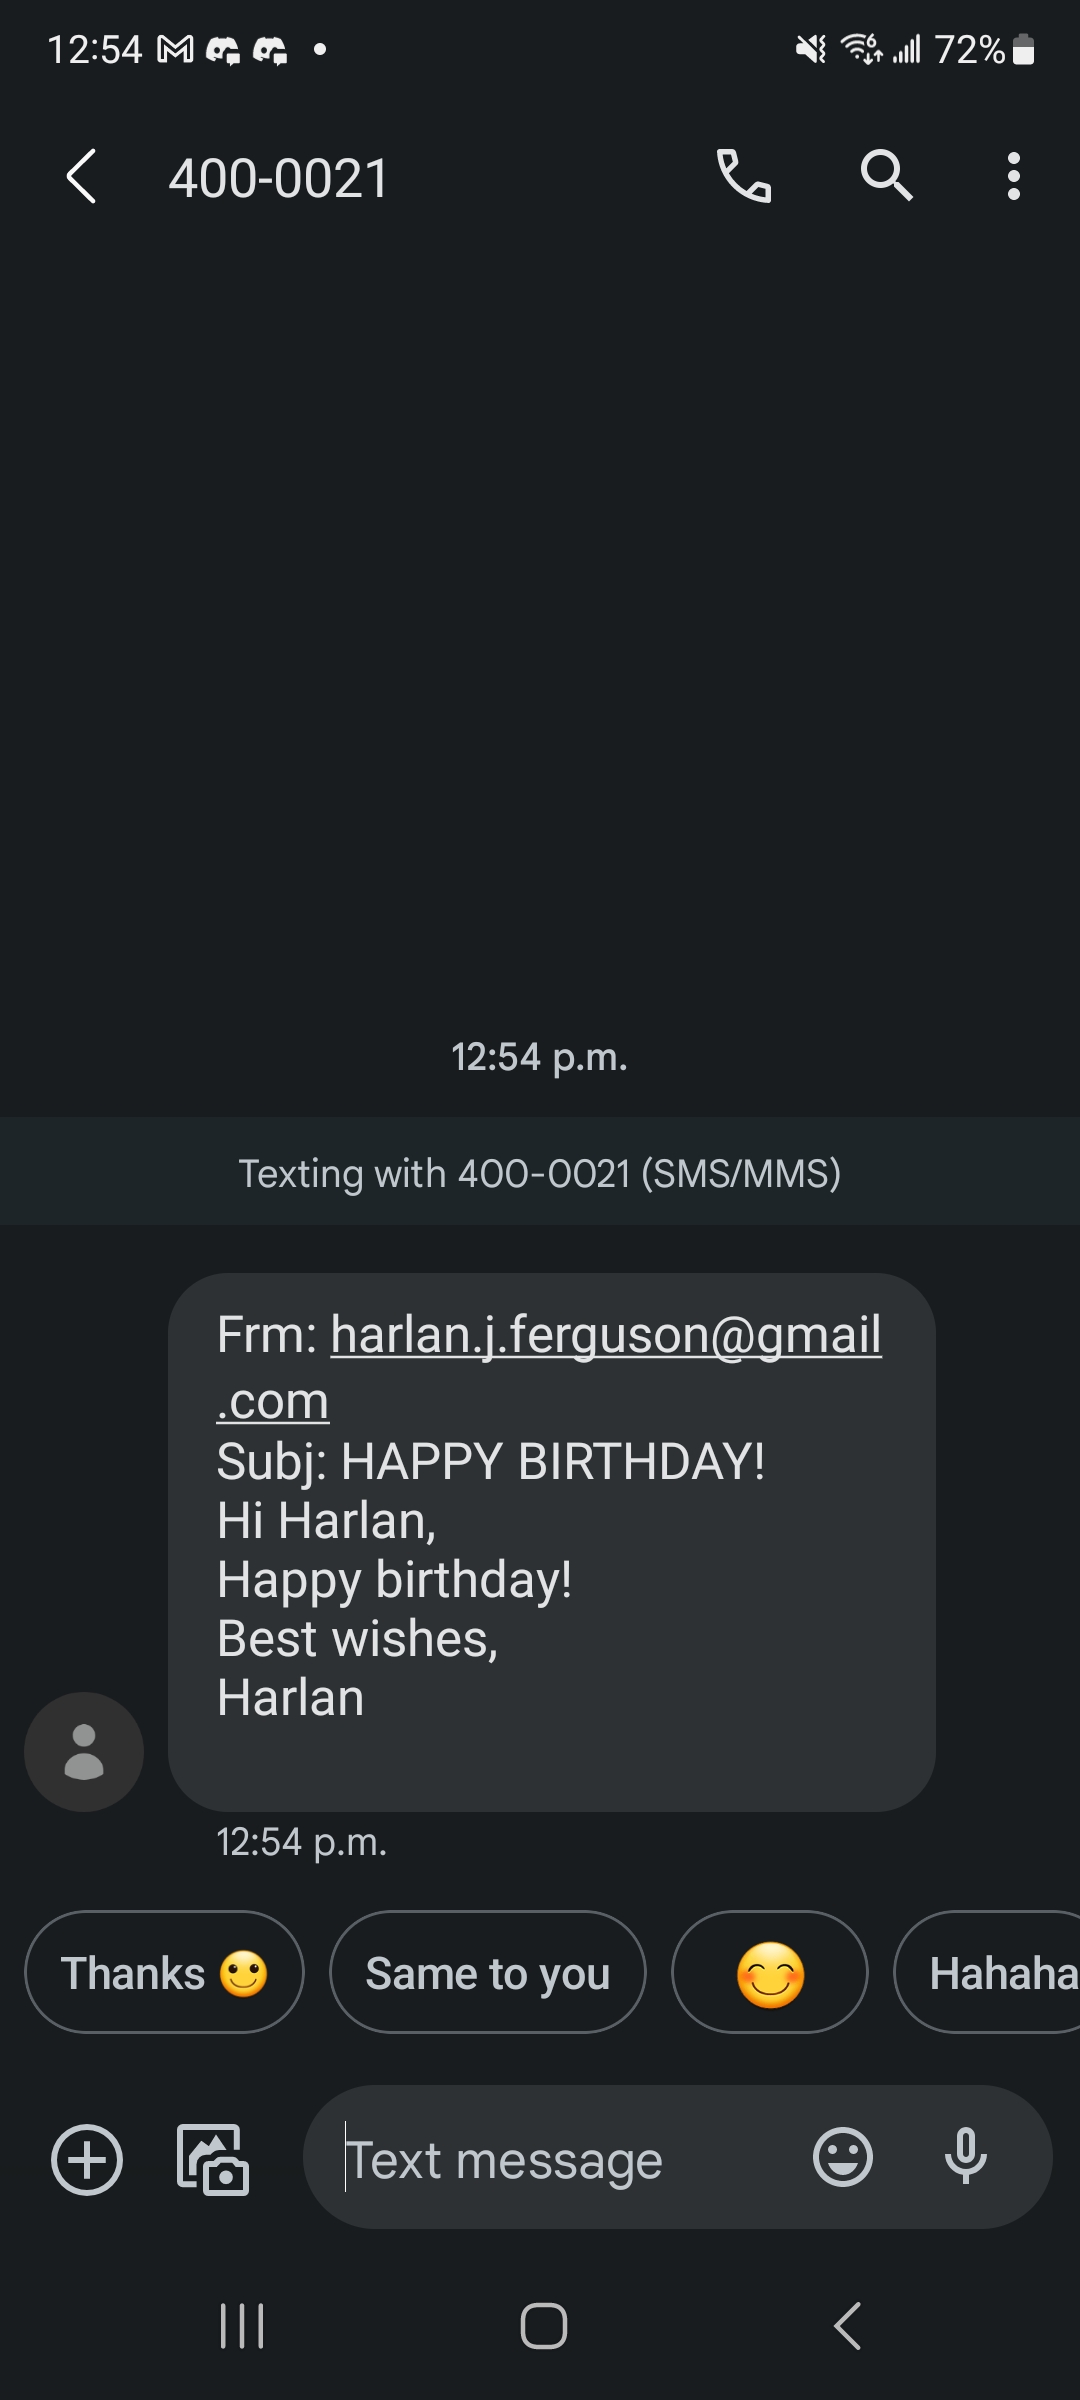 12:54 72%
400-0021
12:54 p.m.
Texting with 400-0021 (SMS/MMS)
Frm: harlan.j.ferguson@gmail
.com
Subj: HAPPY BIRTHDAY!
Hi Harlan,
Happy birthday!
Best wishes,
Harlan
12:54 p.m.
Thanks 🙂 Same to you 😊 Hahaha
Text message